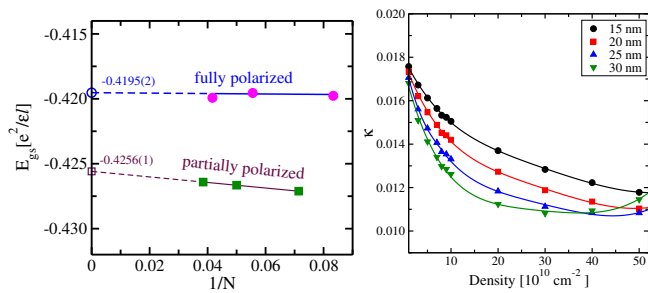 -0.415
-0.420
-0.425
-0.430
E_gs [e²/εl]
-0.4195(2)
fully polarized
-0.4256(1)
partially polarized
0
0.02
0.04
0.06
0.08
1/N
0.020
0.018
0.016
0.014
0.012
0.010
κ
15 nm
20 nm
25 nm
30 nm
0
10
20
30
40
50
Density [10¹⁰ cm⁻²]